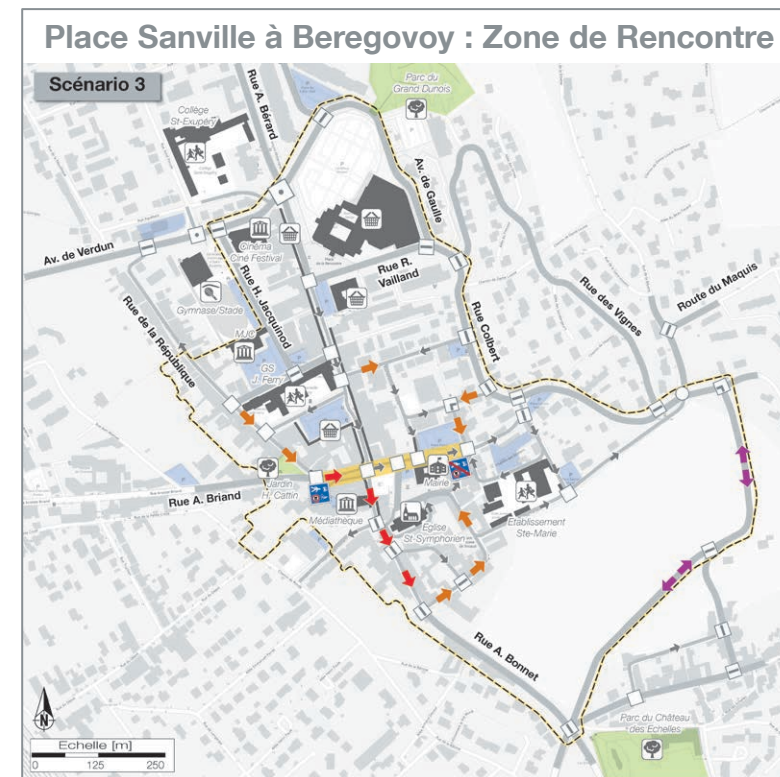 Place Sanville à Beregovoy : Zone de Rencontre
Scénario 3
Parc du
Grand Dunois
Rue A. Bérard
Collège
St-Exupéry
Av. de Gaulle
Cinéma
Ciné Festival
Av. de Verdun
Rue H. Jacquinod
Rue R.
Vailland
Rue des Vignes
Route du Maquis
Gymnase/Stade
Rue Colbert
Rue de la République
MJC
GS
J. Ferry
Jardin
H. Cattin
Mairie
Rue A. Briand
Médiathèque
Eglise
St-Symphorien
Etablissement
Ste-Marie
Rue A. Bonnet
Parc du Château
des Echelles
N
Echelle [m]
0 125 250